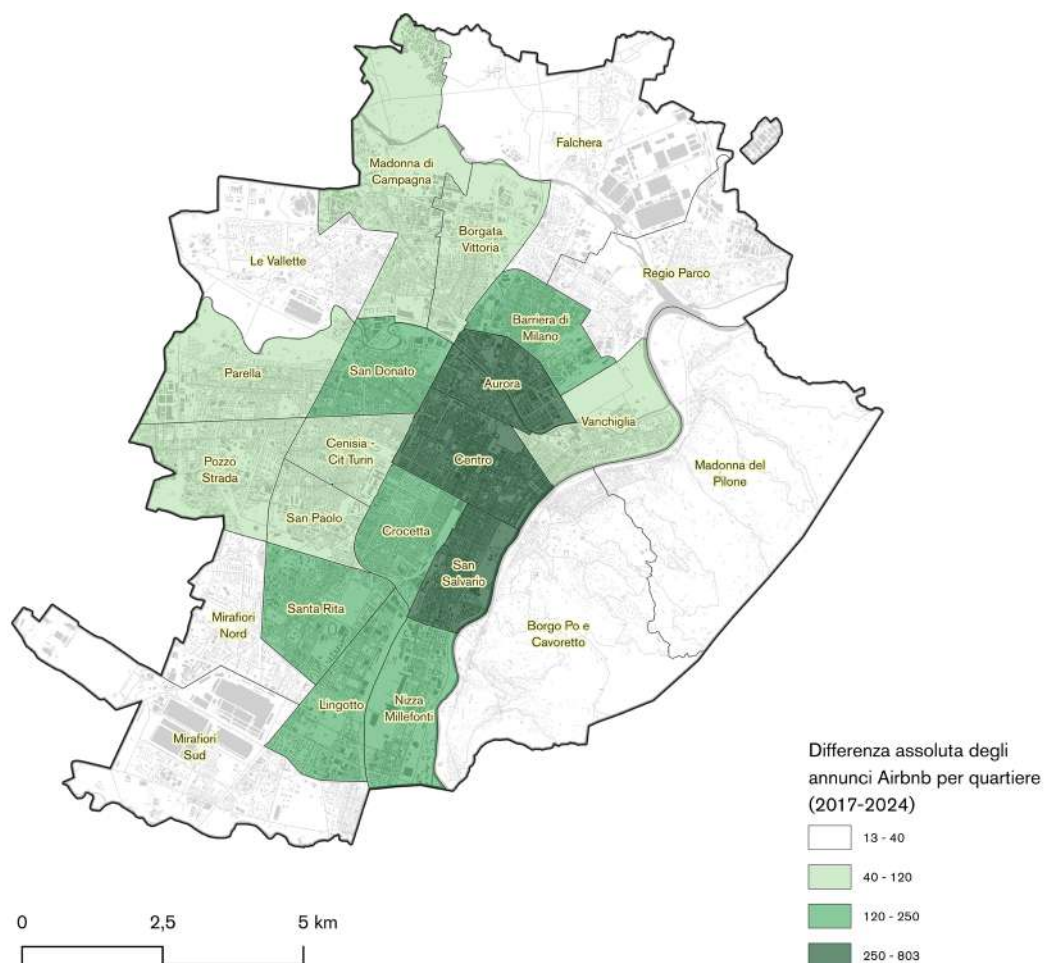 Falchera
Madonna di
Campagna
Borgata
Vittoria
Le Vallette
Regio Parco
Barriera di
Milano
Parella
San Donato
Aurora
Vanchiglia
Cenisia -
Cit Turin
Centro
Pozzo
Strada
Madonna del
Pilone
San Paolo
Crocetta
San
Salvario
Santa Rita
Mirafiori
Nord
Borgo Po e
Cavoretto
Lingotto
Nizza
Millefonti
Mirafiori
Sud
Differenza assoluta degli
annunci Airbnb per quartiere
(2017-2024)
13 - 40
40 - 120
120 - 250
250 - 803
0 2,5 5 km